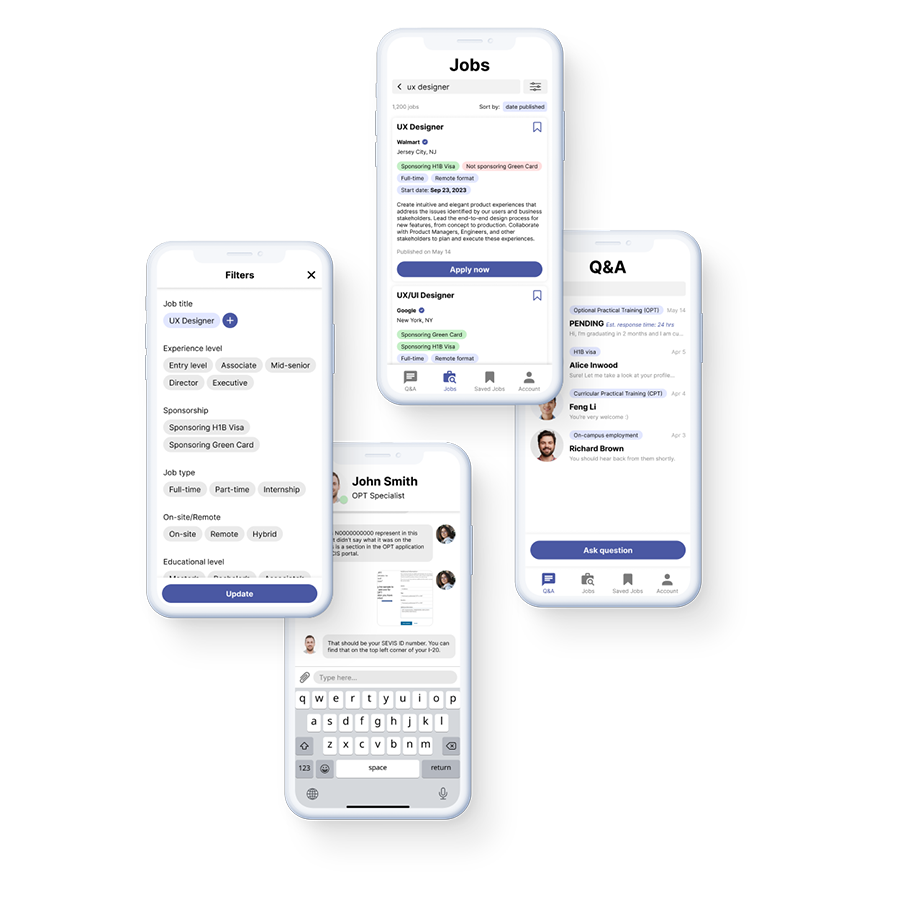 Jobs
ux designer
1,200 jobs
Sort by: date published
UX Designer
Walmart
Jersey City, NJ
Sponsoring H1B Visa Not sponsoring Green Card
Full-time Remote format
Start date: Sep 23, 2023
Create intuitive and elegant product experiences that
address the issues identified by our users and business
stakeholders. Lead the end-to-end design process for
new features, from concept to production. Collaborate
with Product Managers, Engineers, and other
stakeholders to plan and execute these experiences.
Published on May 14
Apply now
UX/UI Designer
Google
New York, NY
Sponsoring Green Card
Sponsoring H1B Visa
Full-time Remote format
Q&A Jobs Saved Jobs Account
Filters
Job title
UX Designer +
Experience level
Entry level Associate Mid-senior
Director Executive
Sponsorship
Sponsoring H1B Visa
Sponsoring Green Card
Job type
Full-time Part-time Internship
On-site/Remote
On-site Remote Hybrid
Educational level
Update
Q&A
Optional Practical Training (OPT) May 14
PENDING Est. response time: 24 hrs
Hi, I'm graduating in 2 months and I am cu...
H1B visa Apr 5
Alice Inwood
Sure! Let me take a look at your profile...
Curricular Practical Training (CPT) Apr 4
Feng Li
You're very welcome :)
On-campus employment Apr 3
Richard Brown
You should hear back from them shortly.
Ask question
Q&A Jobs Saved Jobs Account
John Smith
OPT Specialist
N0000000000 represent in this
didn't say what it was on the
is a section in the OPT application
portal.
That should be your SEVIS ID number. You can
find that on the top left corner of your I-20.
Type here...
q w e r t y u i o p
a s d f g h j k l
z x c v b n m
123 space return